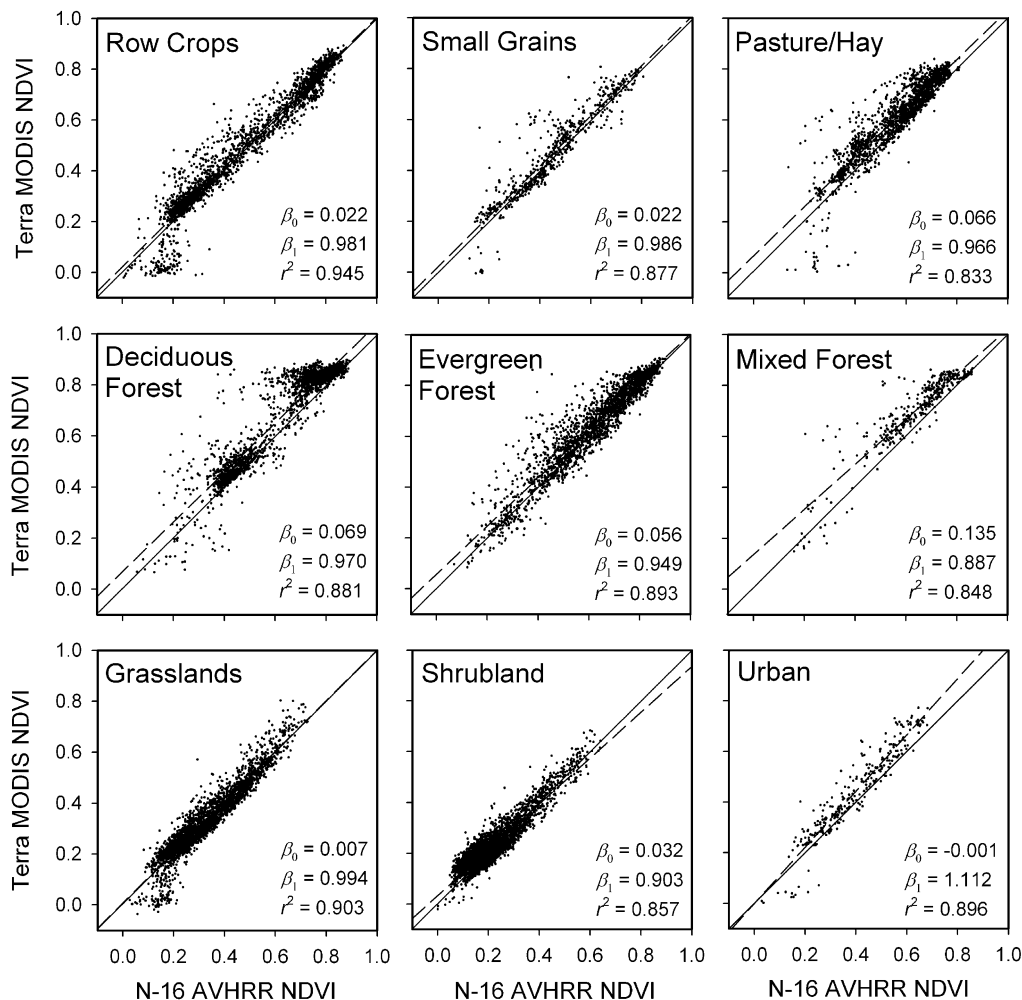 Row Crops
Small Grains
Pasture/Hay
1.0
0.8
0.6
0.4
0.2
0.0
Terra MODIS NDVI
β0 = 0.022
β1 = 0.981
r² = 0.945
β0 = 0.022
β1 = 0.986
r² = 0.877
β0 = 0.066
β1 = 0.966
r² = 0.833
Deciduous
Forest
Evergreen
Forest
Mixed Forest
1.0
0.8
0.6
0.4
0.2
0.0
Terra MODIS NDVI
β0 = 0.069
β1 = 0.970
r² = 0.881
β0 = 0.056
β1 = 0.949
r² = 0.893
β0 = 0.135
β1 = 0.887
r² = 0.848
Grasslands
Shrubland
Urban
1.0
0.8
0.6
0.4
0.2
0.0
Terra MODIS NDVI
β0 = 0.007
β1 = 0.994
r² = 0.903
β0 = 0.032
β1 = 0.903
r² = 0.857
β0 = -0.001
β1 = 1.112
r² = 0.896
0.0 0.2 0.4 0.6 0.8 1.0
0.0 0.2 0.4 0.6 0.8 1.0
0.0 0.2 0.4 0.6 0.8 1.0
N-16 AVHRR NDVI
N-16 AVHRR NDVI
N-16 AVHRR NDVI